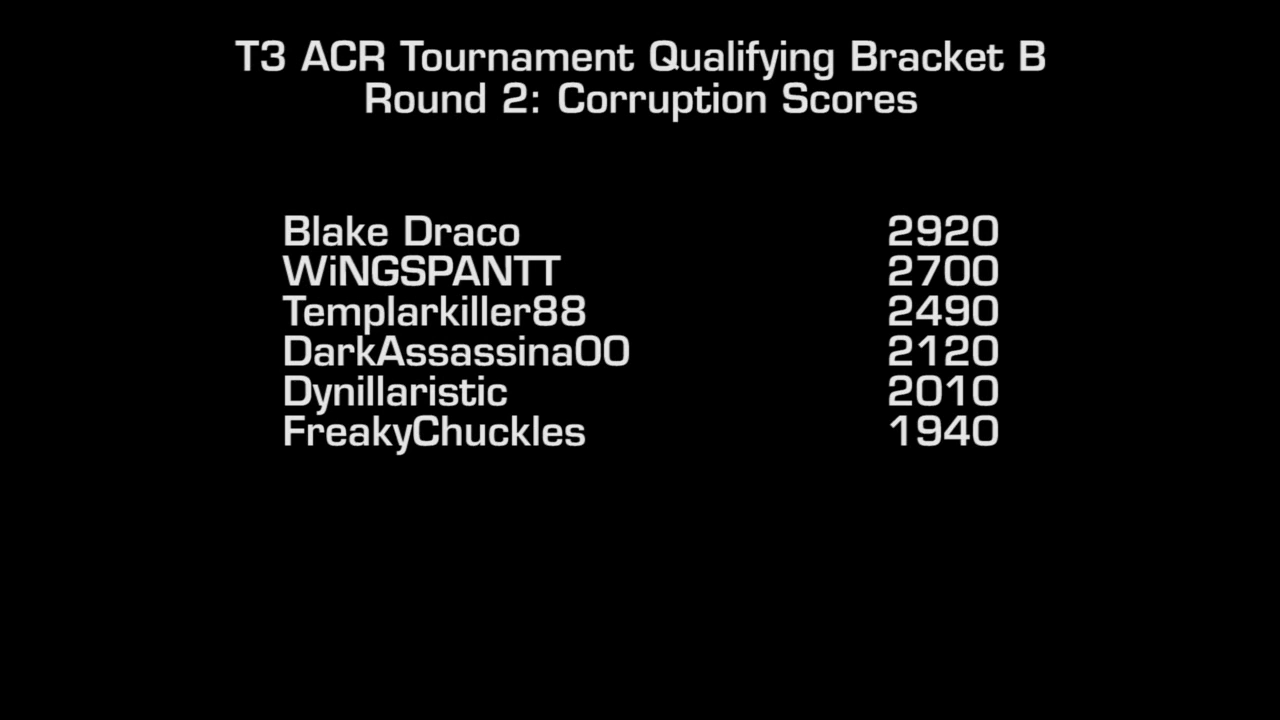 T3 ACR Tournament Qualifying Bracket B
Round 2: Corruption Scores
Blake Draco 2920
WiNGSPANTT 2700
Templarkiller88 2490
DarkAssassina00 2120
Dynillaristic 2010
FreakyChuckles 1940